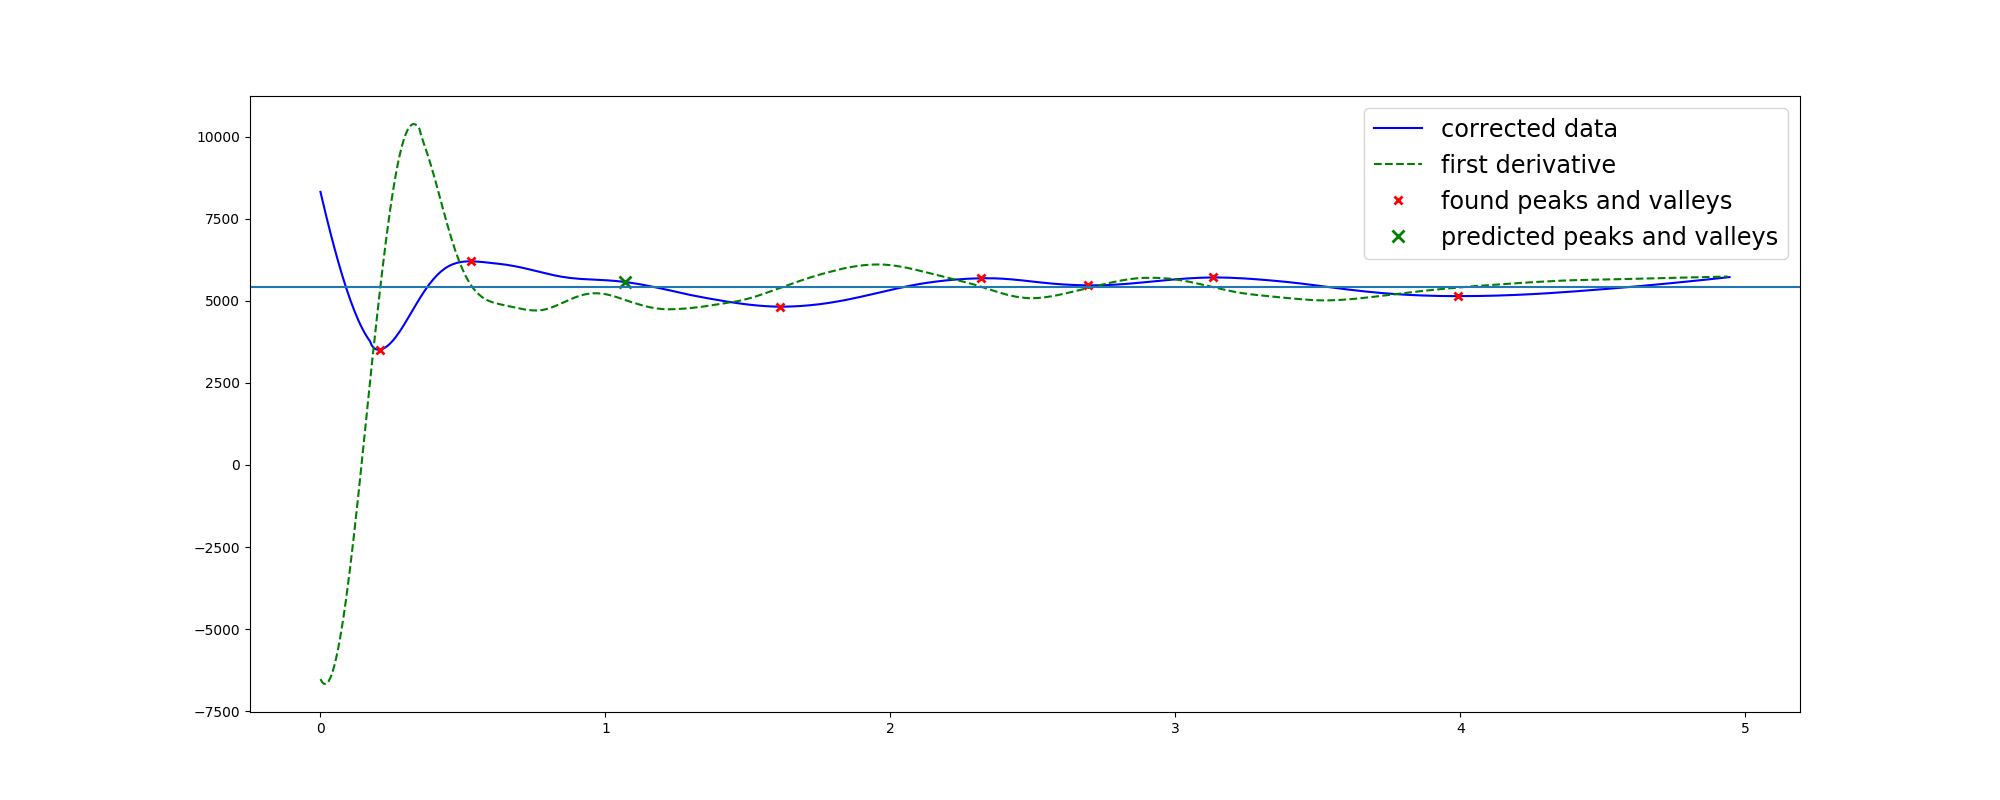 corrected data
first derivative
found peaks and valleys
predicted peaks and valleys
10000
7500
5000
2500
0
−2500
−5000
−7500
0 1 2 3 4 5